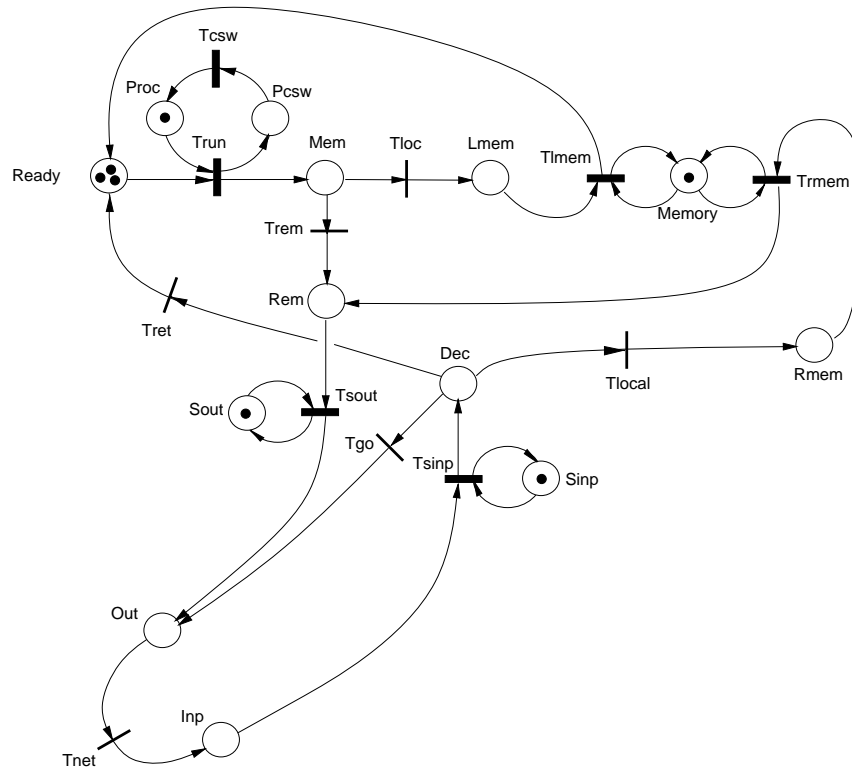 Tcsw
Proc
Pcsw
Trun
Mem
Tloc
Lmem
Tlmem
Ready
Trmem
Memory
Trem
Rem
Tret
Dec
Tlocal
Rmem
Sout
Tsout
Tgo
Tsinp
Sinp
Out
Inp
Tnet